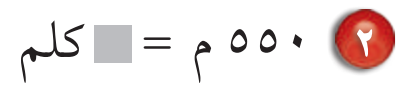 ٢ ٥٥٠ م = ■ كلم